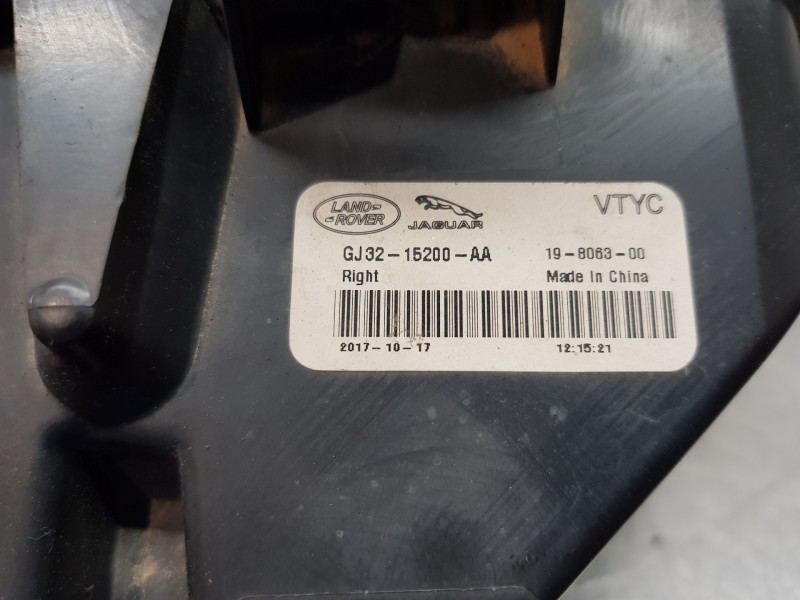 LAND-
-ROVER
JAGUAR
VTYC
GJ32-15200-AA 19-8063-00
Right Made In China
2017-10-17 12:15:21